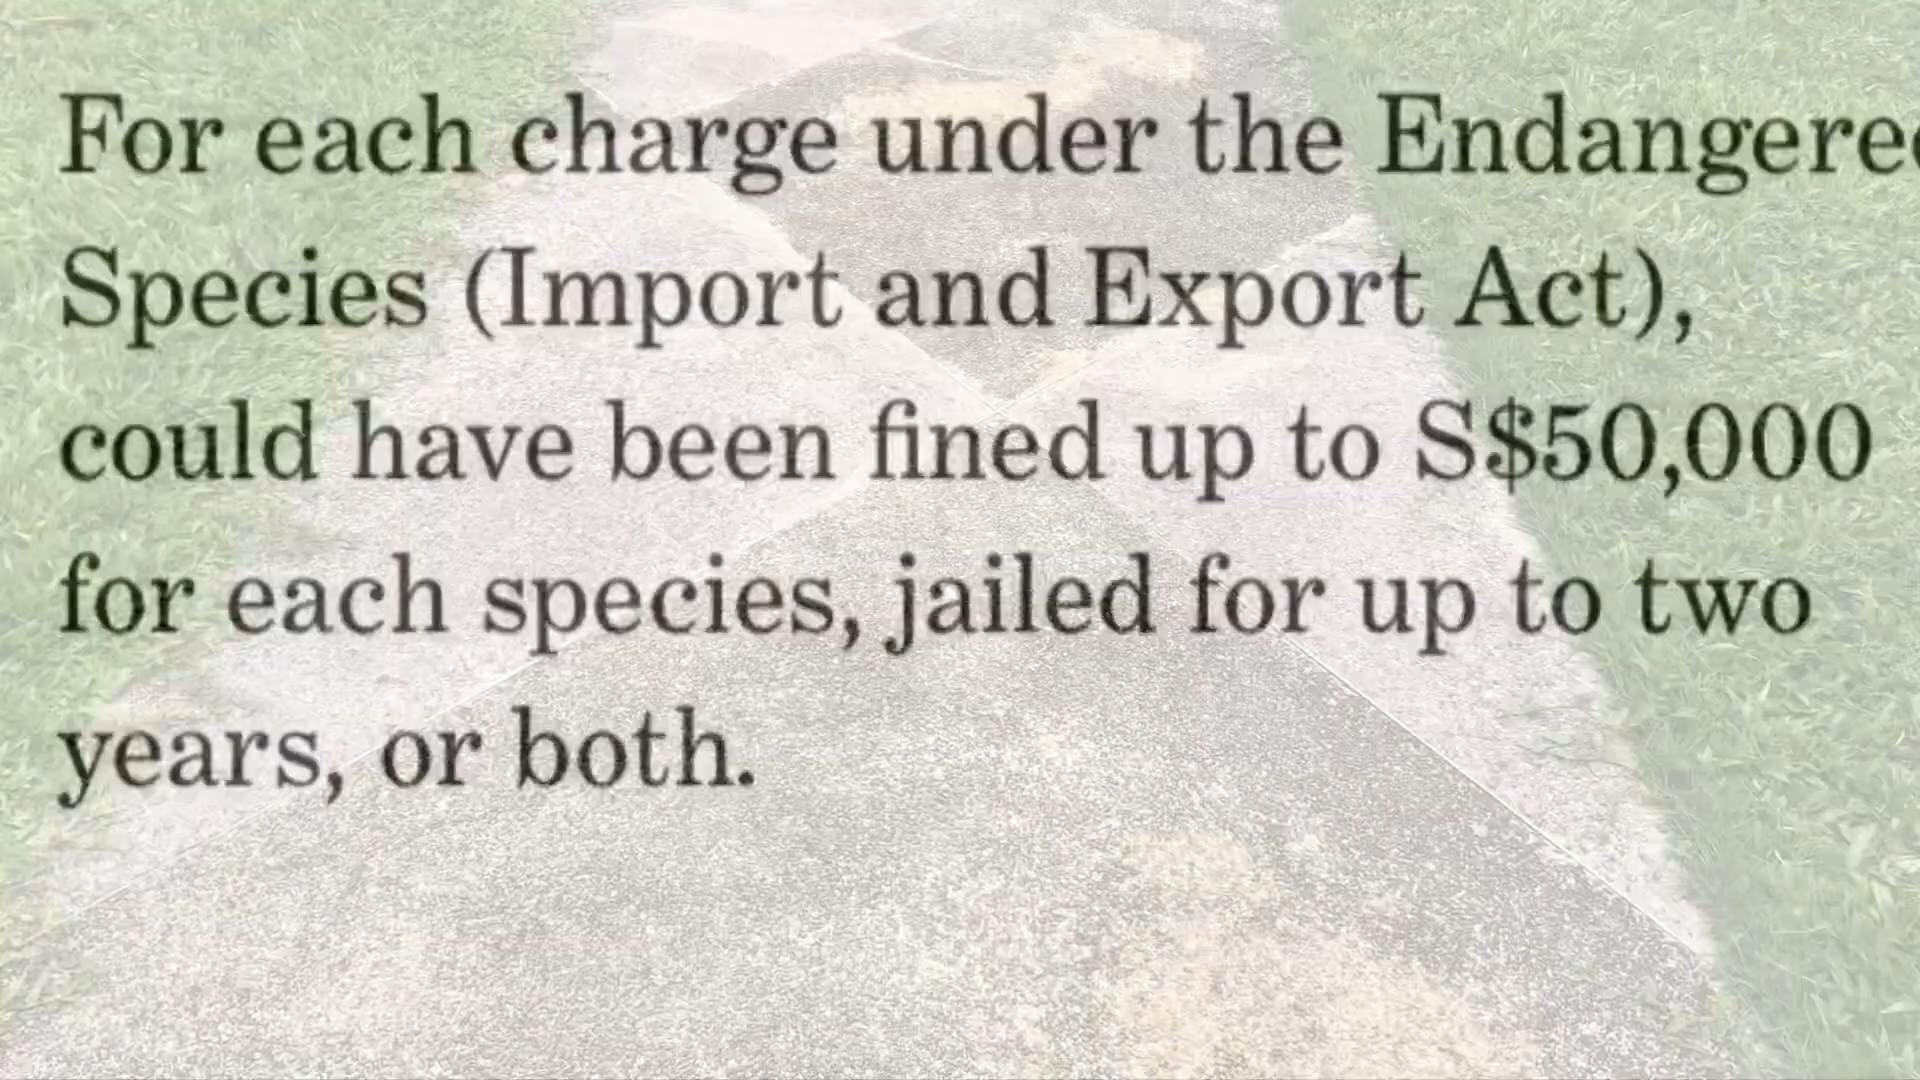 For each charge under the Endangere
Species (Import and Export Act),
could have been fined up to S$50,000
for each species, jailed for up to two
years, or both.